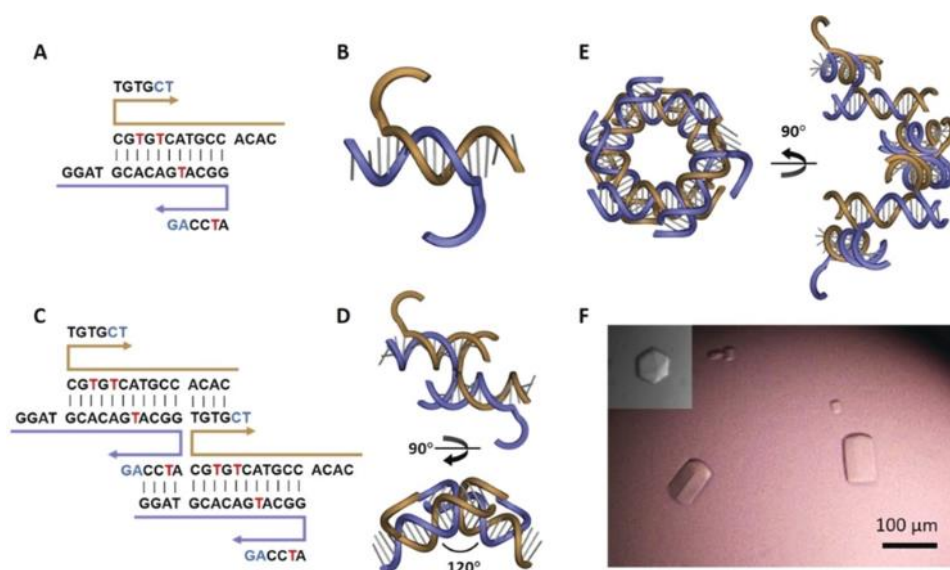 A
TGTGCT
CGTGTCATGCC ACAC
GGAT GCACAGTACGG
GACCTA
B
E
90°
C
TGTGCT
CGTGTCATGCC ACAC
GGAT GCACAGTACGG TGTGCT
GACCTA CGTGTCATGCC ACAC
GGAT GCACAGTACGG
GACCTA
D
90°
120°
F
100 µm